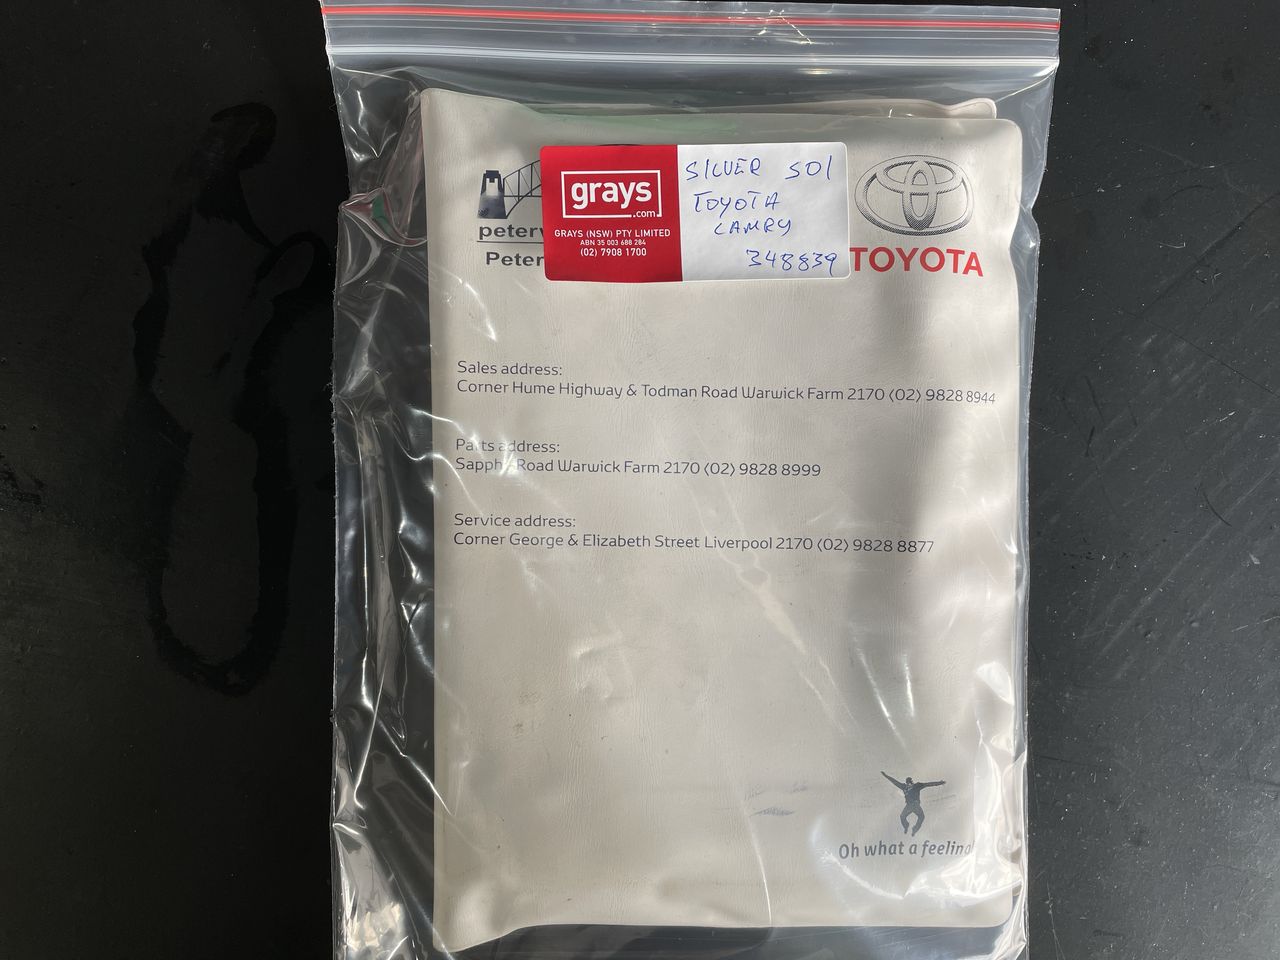 SILVER SOI
TOYOTA
CAMRY
348839
grays
.com
GRAYS (NSW) PTY LIMITED
ABN 35 003 688 284
(02) 7908 1700
Peter
TOYOTA
Sales address:
Corner Hume Highway & Todman Road Warwick Farm 2170 (02) 9828 8944
Parts address:
Road Warwick Farm 2170 (02) 9828 8999
Service address:
Corner George & Elizabeth Street Liverpool 2170 (02) 9828 8877
Oh what a feeling